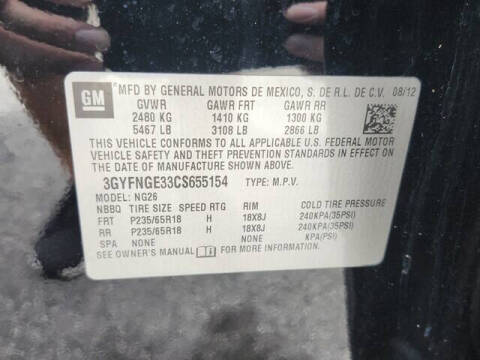 GM
*MFD BY GENERAL MOTORS DE MEXICO, S. DE R.L. DE C.V. 08/12
GVWR GAWR FRT GAWR RR
2480 KG 1410 KG 1300 KG
5467 LB 3108 LB 2866 LB
THIS VEHICLE CONFORMS TO ALL APPLICABLE U.S. FEDERAL MOTOR
VEHICLE SAFETY AND THEFT PREVENTION STANDARDS IN EFFECT ON
THE DATE OF MANUFACTURE SHOWN ABOVE.
3GYFNGE33CS655154 TYPE: M.P.V.
MODEL: NG26
NBBQ TIRE SIZE SPEED RTG RIM COLD TIRE PRESSURE
FRT P235/65R18 H 18X8J 240KPA(35PSI)
RR P235/65R18 H 18X8J 240KPA(35PSI)
SPA NONE NONE KPA(PSI)
SEE OWNER'S MANUAL FOR MORE INFORMATION.